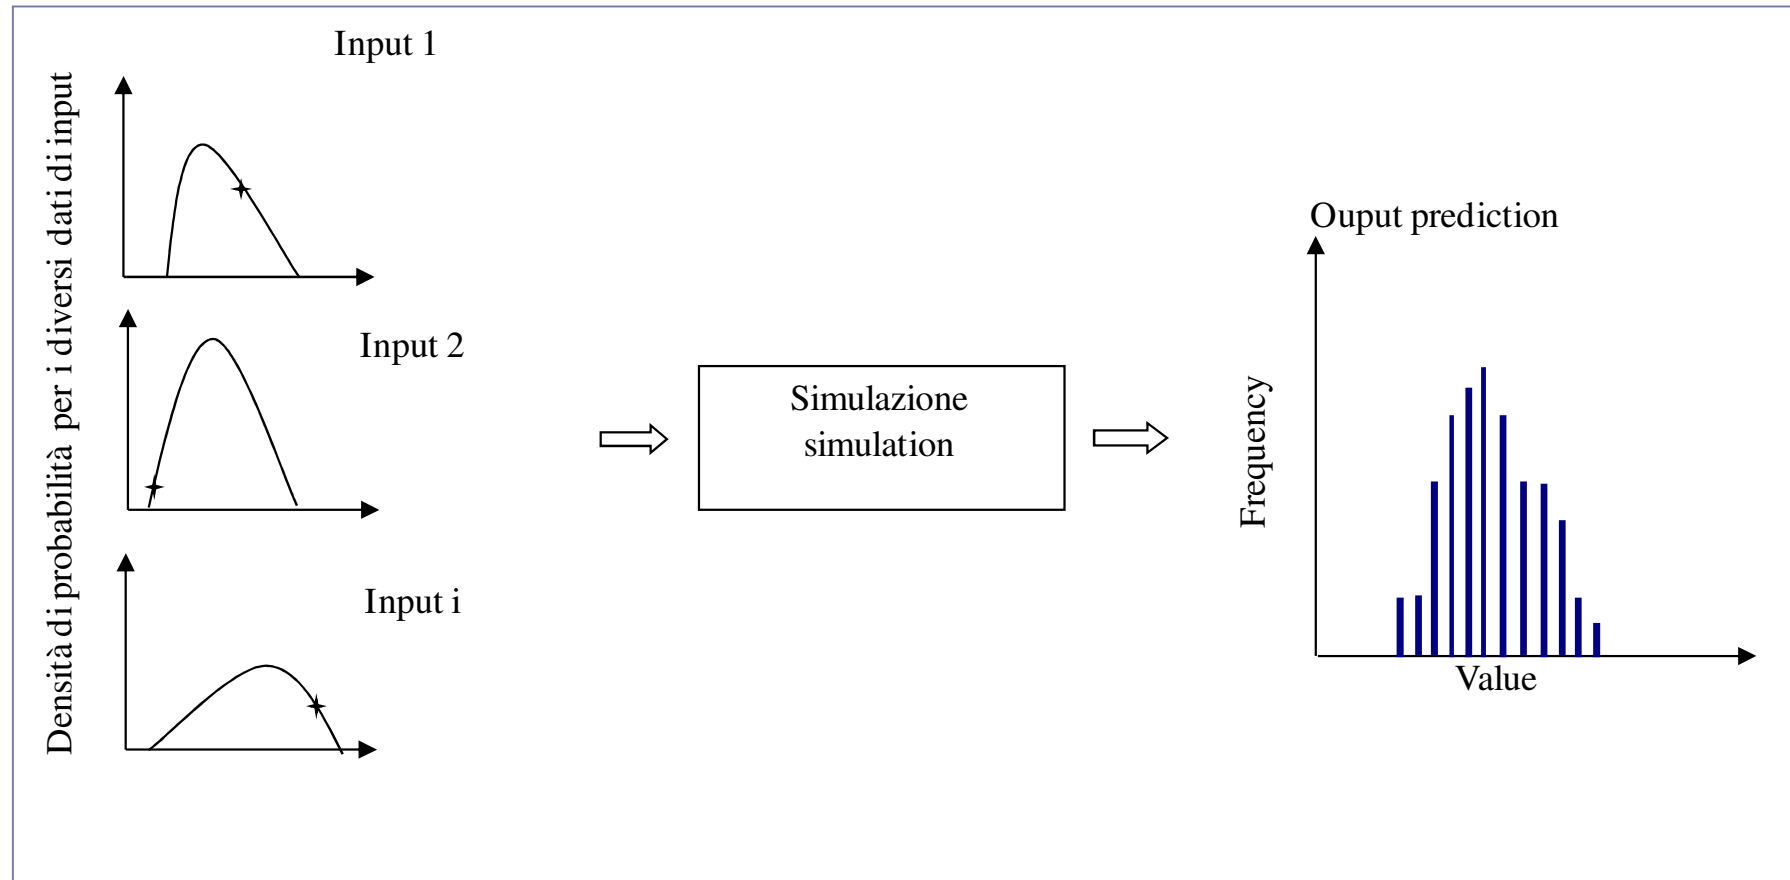 Input 1
Densità di probabilità per i diversi dati di input
Input 2
Input i
Simulazione
simulation
Ouput prediction
Frequency
Value